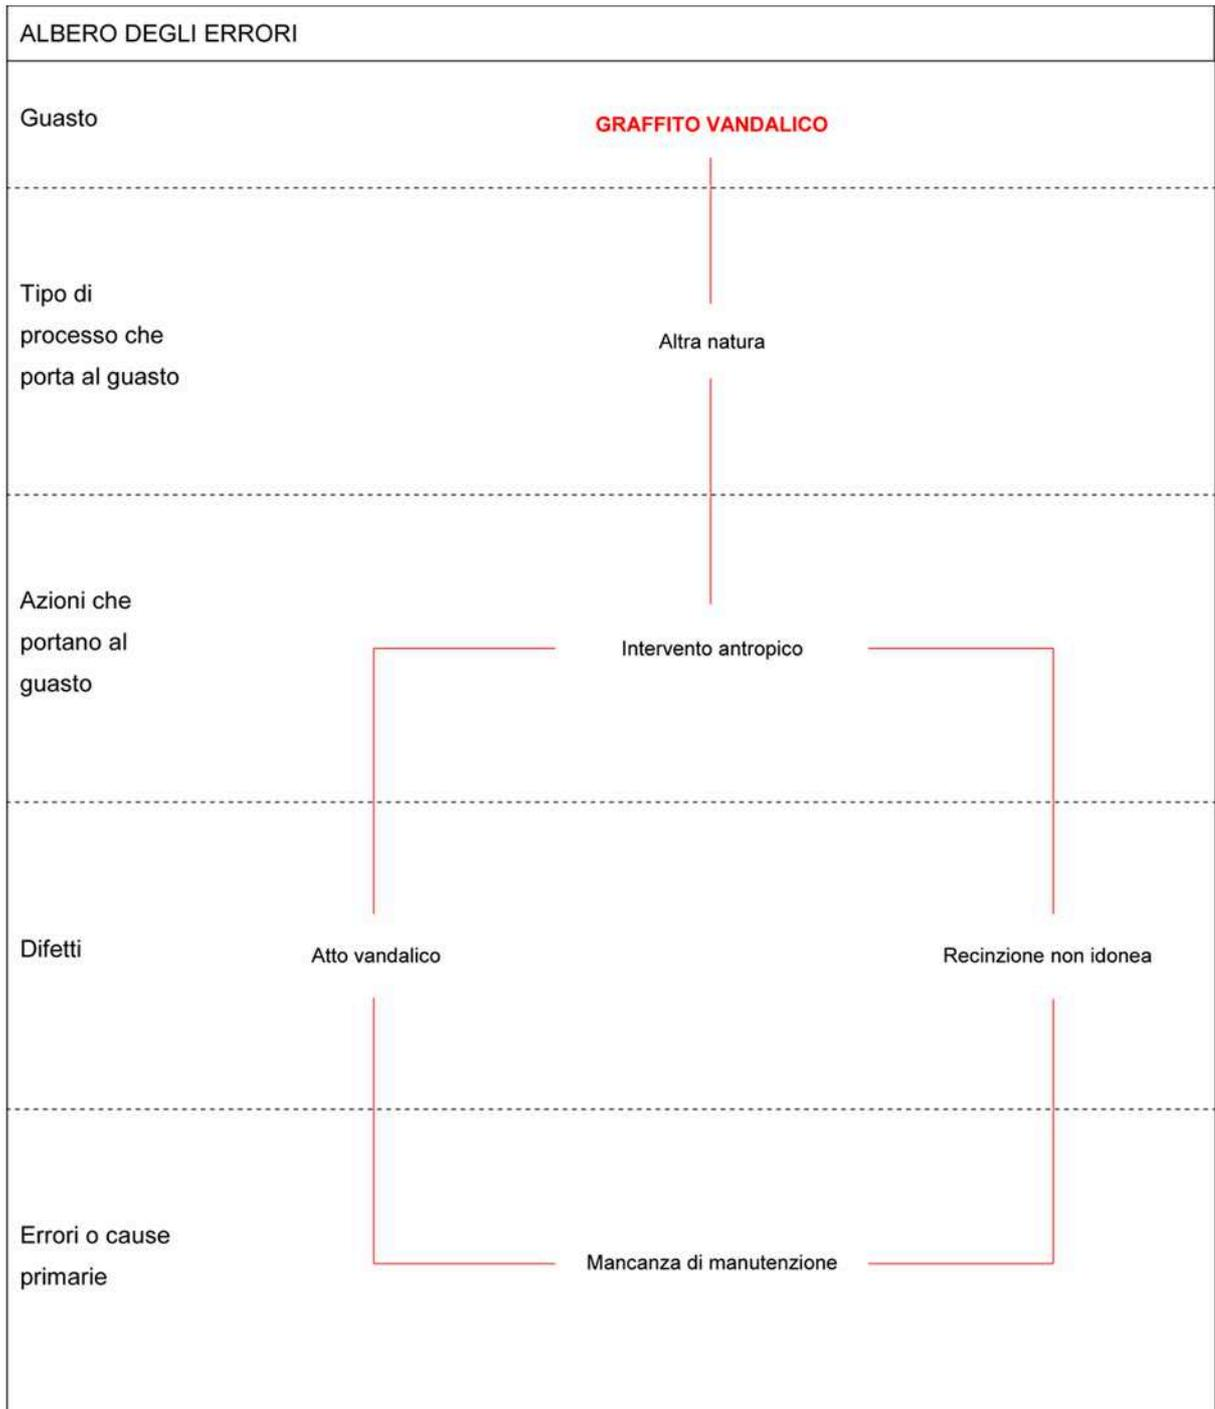 ALBERO DEGLI ERRORI
Guasto
GRAFFITO VANDALICO
Tipo di
processo che
porta al guasto
Altra natura
Azioni che
portano al
guasto
Intervento antropico
Difetti
Atto vandalico
Recinzione non idonea
Errori o cause
primarie
Mancanza di manutenzione